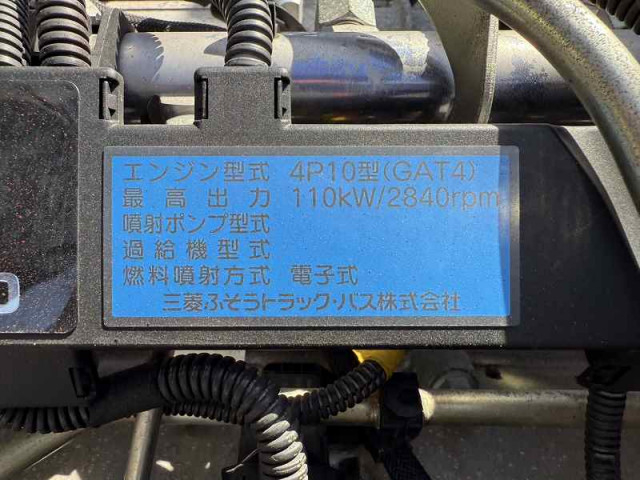 エンジン型式 4P10型(GAT4)
最高出力 110kW/2840rpm
噴射ポンプ型式
過給機型式
燃料噴射方式 電子式
三菱ふそうトラック・バス株式会社